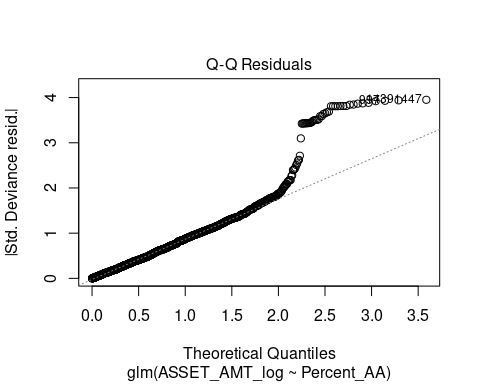 Q-Q Residuals
|Std. Deviance resid.|
4
3
2
1
0
0.0 0.5 1.0 1.5 2.0 2.5 3.0 3.5
Theoretical Quantiles
glm(ASSET_AMT_log ~ Percent_AA)